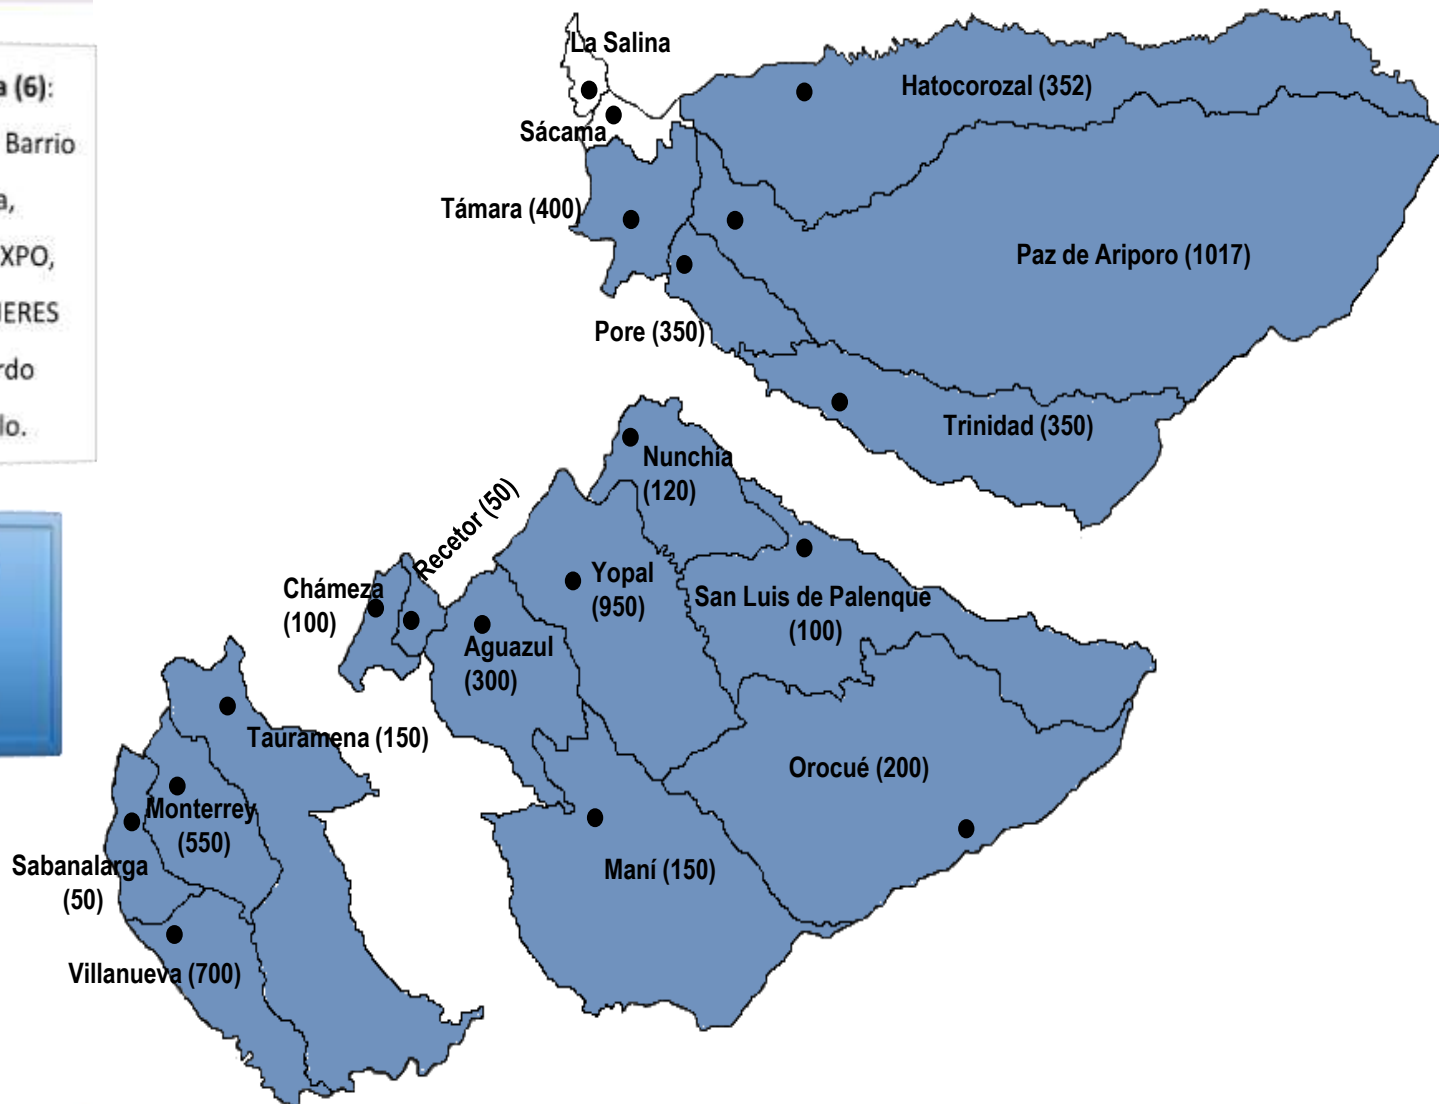 a (6):
Barrio
a,
XPO,
JERES
rdo
lo.
La Salina
Hatocorozal (352)
Sácama
Támara (400)
Paz de Ariporo (1017)
Pore (350)
Trinidad (350)
Nunchía
(120)
Recetor (50)
Chámeza
(100)
Yopal
(950)
San Luis de Palenque
(100)
Aguazul
(300)
Tauramena (150)
Orocué (200)
Monterrey
(550)
Sabanalarga
(50)
Maní (150)
Villanueva (700)